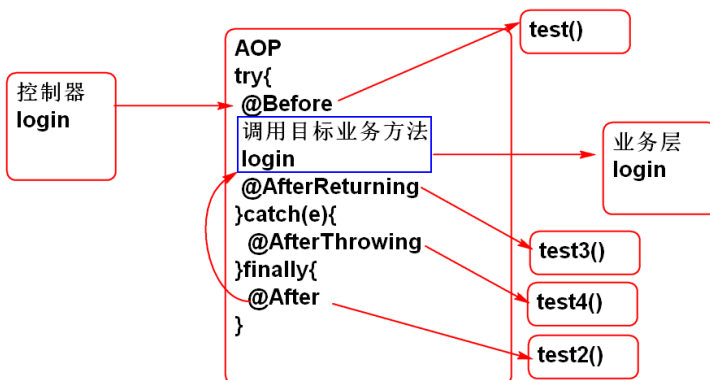 控制器
login
AOP
try{
@Before
调用目标业务方法
login
@AfterReturning
}catch(e){
@AfterThrowing
}finally{
@After
}
test()
业务层
login
test3()
test4()
test2()